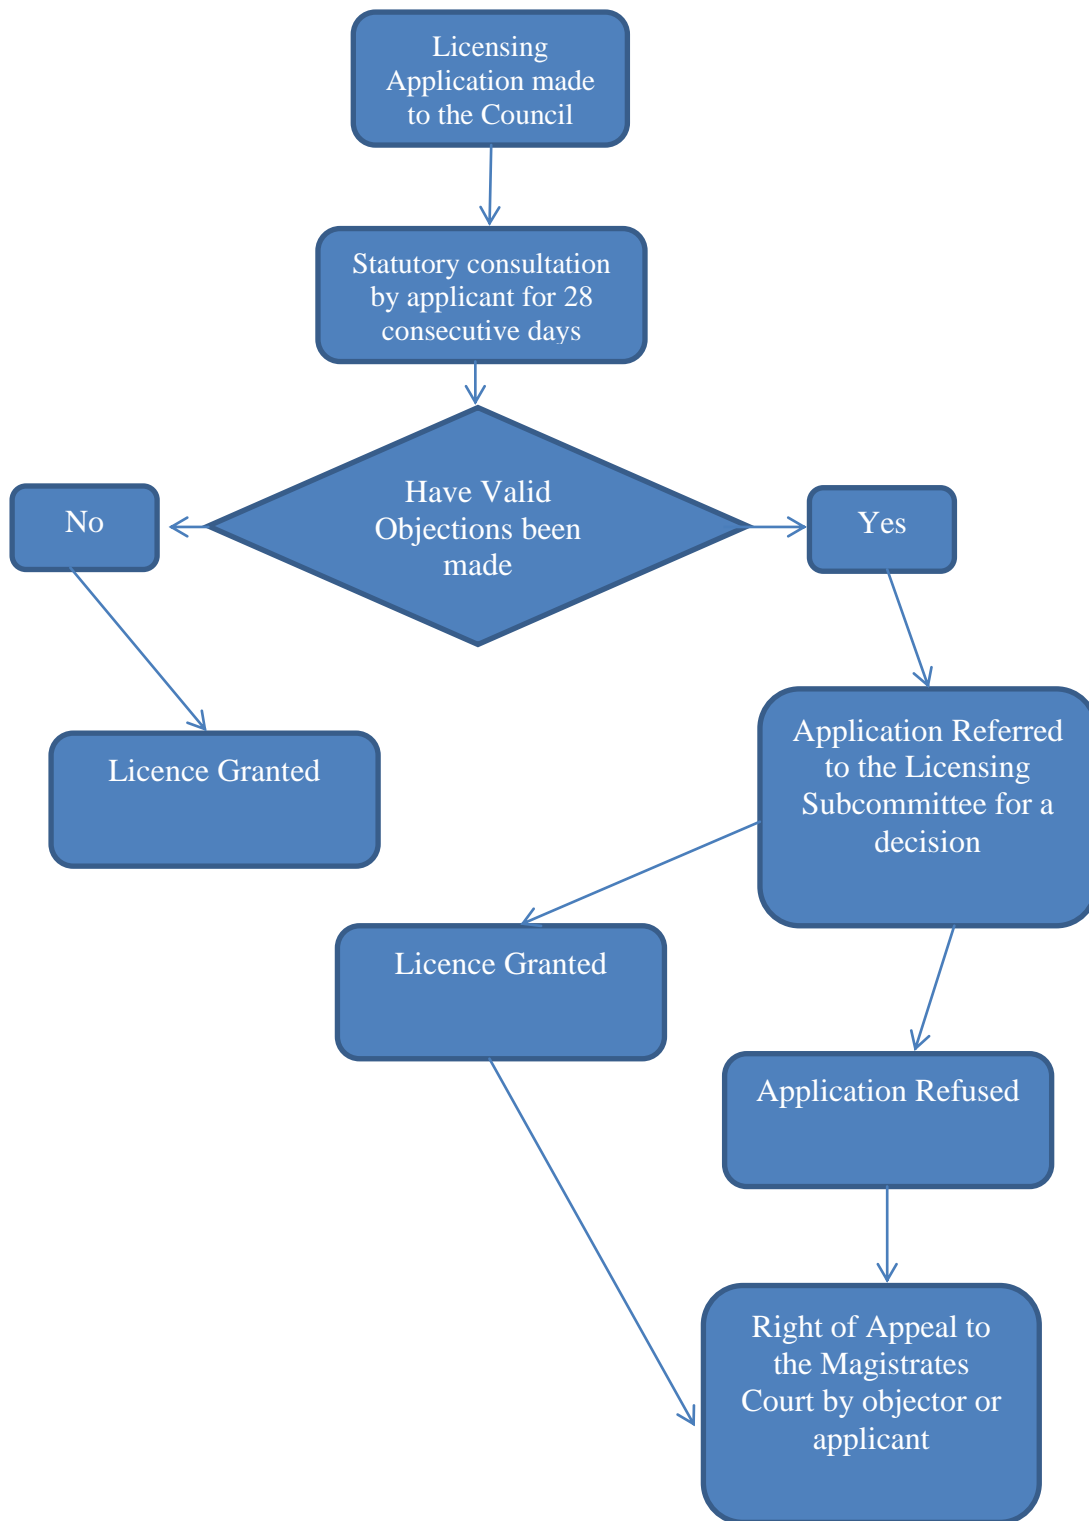 Licensing
Application made
to the Council
Statutory consultation
by applicant for 28
consecutive days
Have Valid
Objections been
made
No
Yes
Licence Granted
Application Referred
to the Licensing
Subcommittee for a
decision
Licence Granted
Application Refused
Right of Appeal to
the Magistrates
Court by objector or
applicant